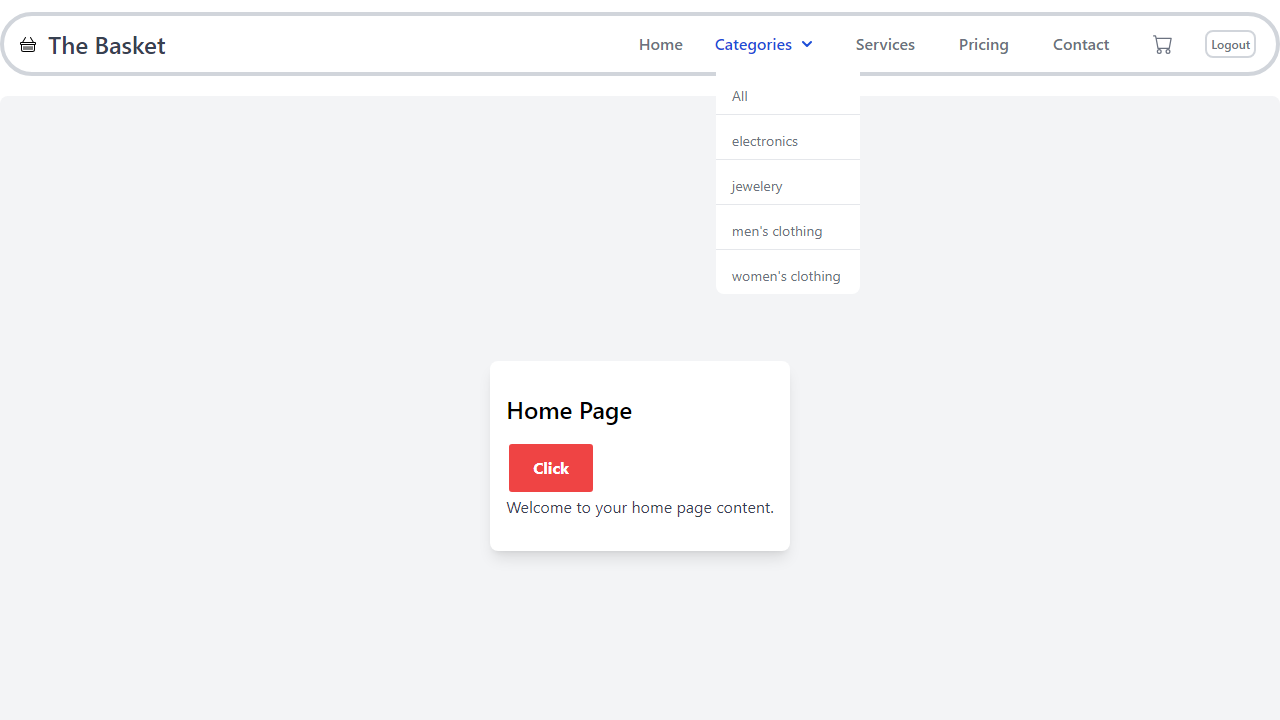 The Basket
Home Categories Services Pricing Contact Logout
All
electronics
jewelery
men's clothing
women's clothing
Home Page
Click
Welcome to your home page content.